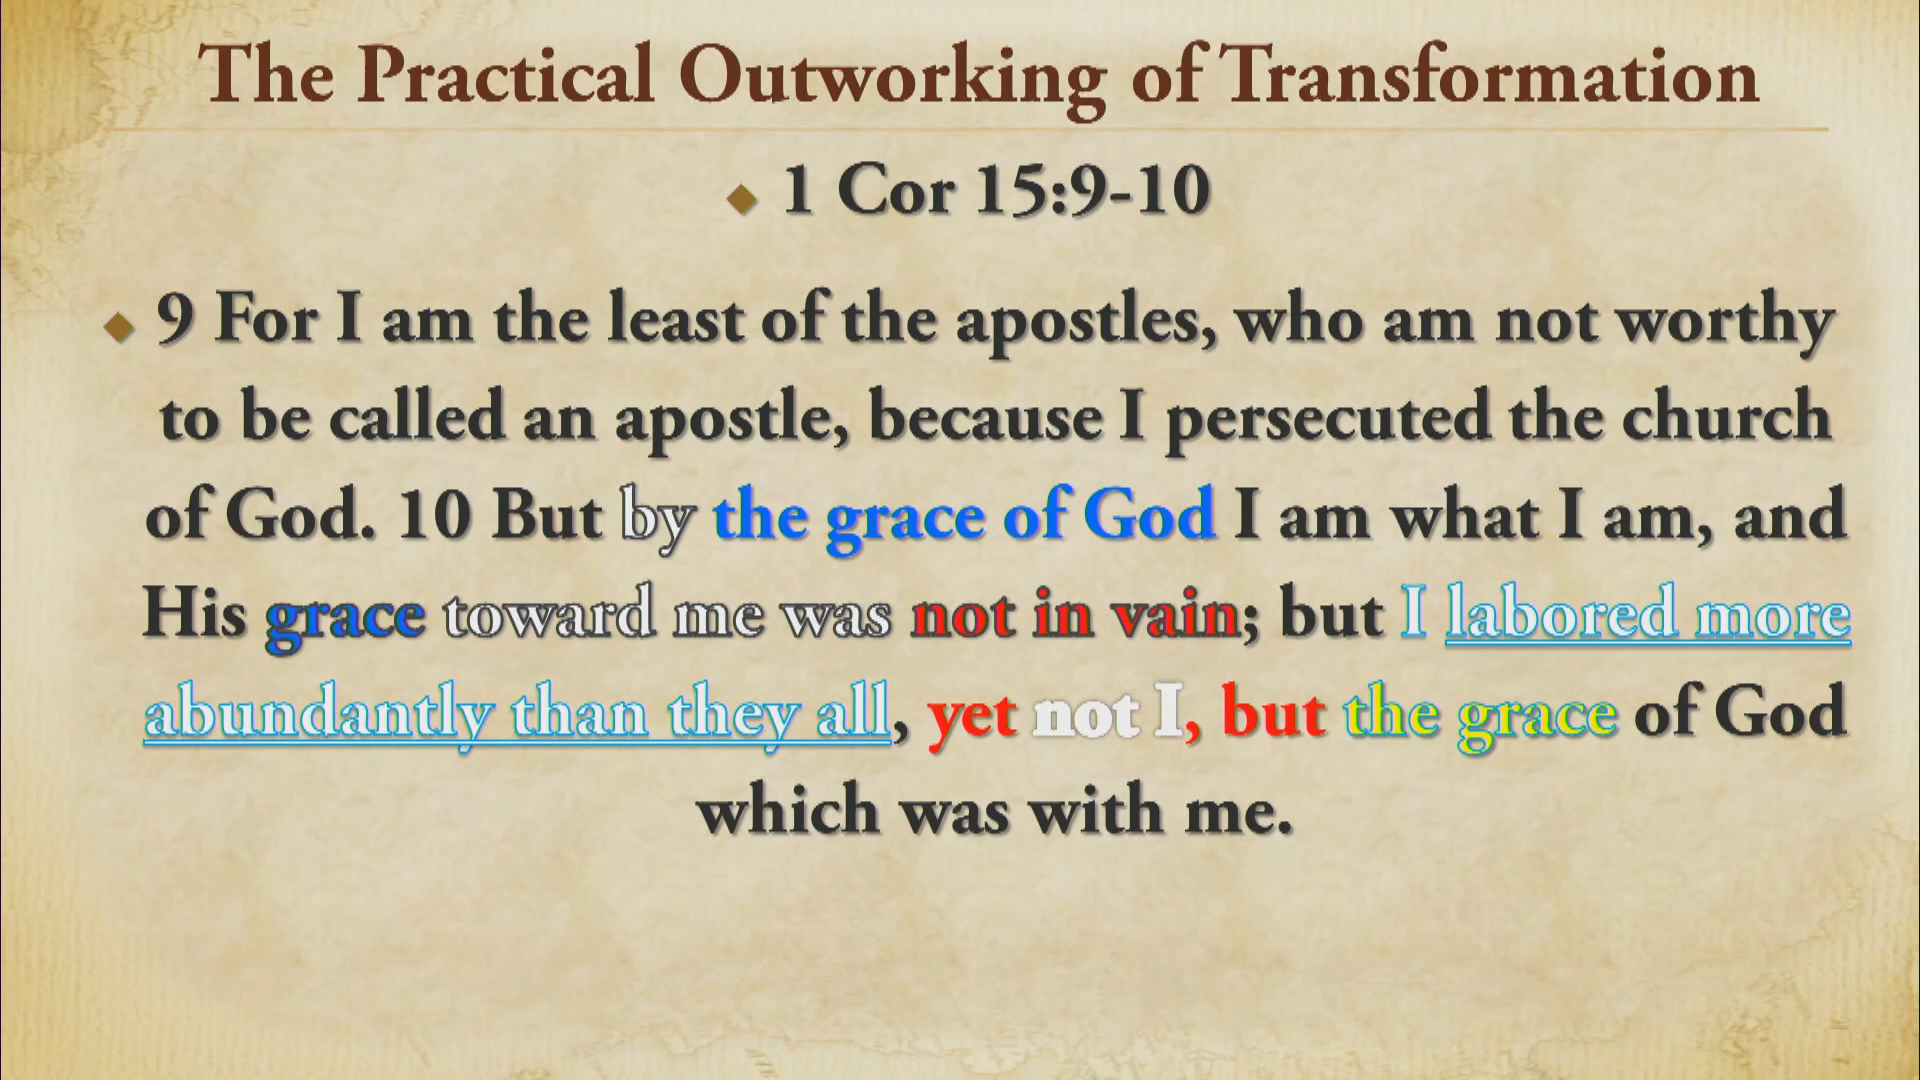 The Practical Outworking of Transformation
1 Cor 15:9-10
9 For I am the least of the apostles, who am not worthy
to be called an apostle, because I persecuted the church
of God. 10 But by the grace of God I am what I am, and
His grace toward me was not in vain; but I labored more
abundantly than they all, yet not I, but the grace of God
which was with me.